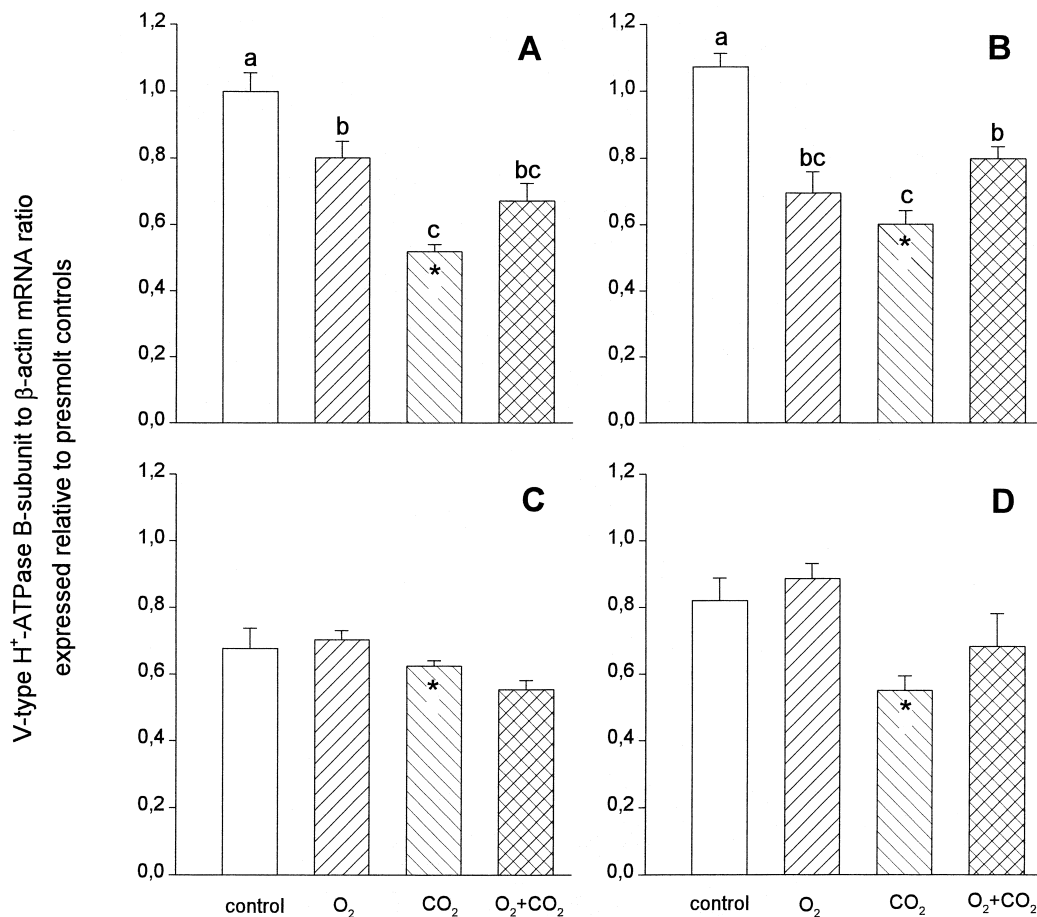 V-type H⁺-ATPase B-subunit to β-actin mRNA ratio
expressed relative to presmolt controls
A
1,2
1,0
0,8
0,6
0,4
0,2
0,0
a
b
c
*
bc
B
1,2
1,0
0,8
0,6
0,4
0,2
0,0
a
bc
c
*
b
C
1,2
1,0
0,8
0,6
0,4
0,2
0,0
*
control O₂ CO₂ O₂+CO₂
D
1,2
1,0
0,8
0,6
0,4
0,2
0,0
*
control O₂ CO₂ O₂+CO₂